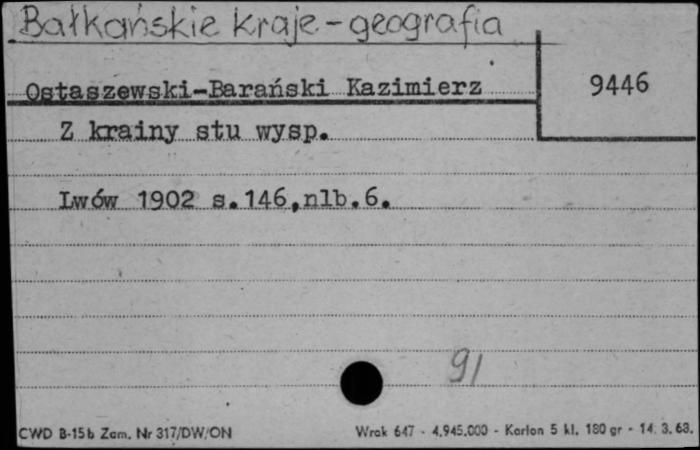 Bałkańskie kraje - geografia
Ostaszewski-Barański Kazimierz
9446
Z krainy stu wysp.
Lwów 1902 s.146,nlb.6.
91
CWD B-15b Zam. Nr 317/DW/ON
Wrak 647 - 4.945.000 - Karton 5 kl. 180 gr - 14. 3. 68.